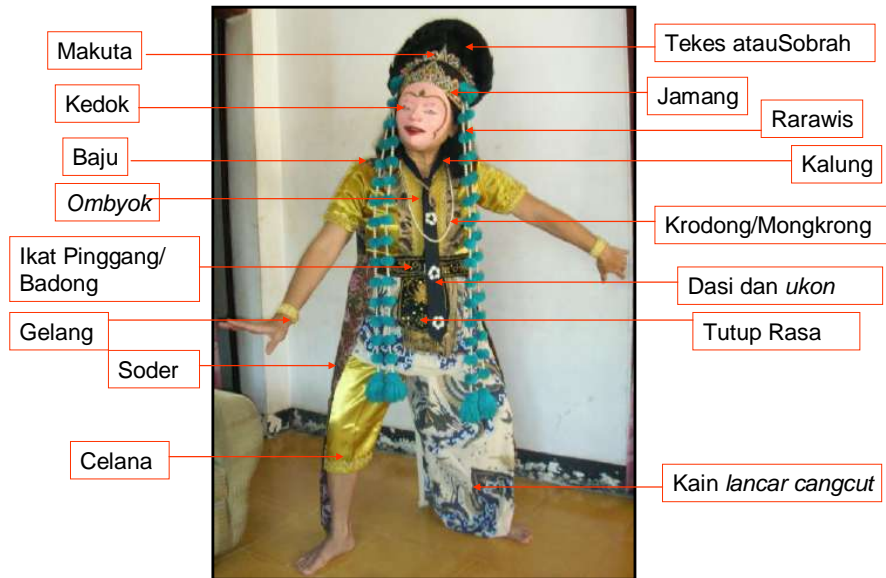 Makuta
Kedok
Baju
Ombyok
Ikat Pinggang/
Badong
Gelang
Soder
Celana
Tekes atauSobrah
Jamang
Rarawis
Kalung
Krodong/Mongkrong
Dasi dan ukon
Tutup Rasa
Kain lancar cangcut